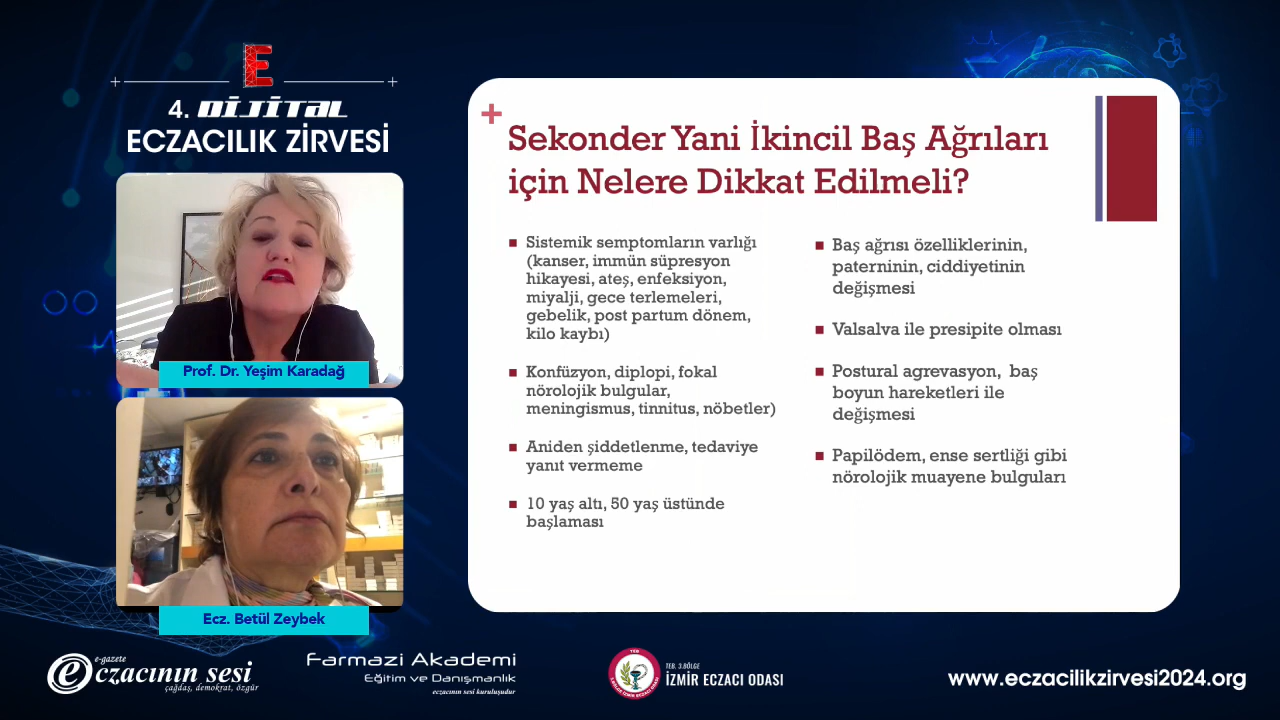 E
4. DİJİTAL
ECZACILIK ZİRVESİ
Prof. Dr. Yeşim Karadağ
Ecz. Betül Zeybek
+
Sekonder Yani İkincil Baş Ağrıları
için Nelere Dikkat Edilmeli?
Sistemik semptomların varlığı
(kanser, immün süpresyon
hikayesi, ateş, enfeksiyon,
miyalji, gece terlemeleri,
gebelik, post partum dönem,
kilo kaybı)
Konfüzyon, diplopi, fokal
nörolojik bulgular,
meningismus, tinnitus, nöbetler)
Aniden şiddetlenme, tedaviye
yanıt vermeme
10 yaş altı, 50 yaş üstünde
başlaması
Baş ağrısı özelliklerinin,
paterninin, ciddiyetinin
değişmesi
Valsalva ile presipite olması
Postural agrevasyon, baş
boyun hareketleri ile
değişmesi
Papilödem, ense sertliği gibi
nörolojik muayene bulguları
e-gazete
eczacının sesi
çağdaş, demokrat, özgür
Farmazi Akademi
Eğitim ve Danışmanlık
eczacının sesi kuruluşudur
TEB
TEB. 3.BÖLGE
İZMİR ECZACI ODASI
www.eczacilikzirvesi2024.org